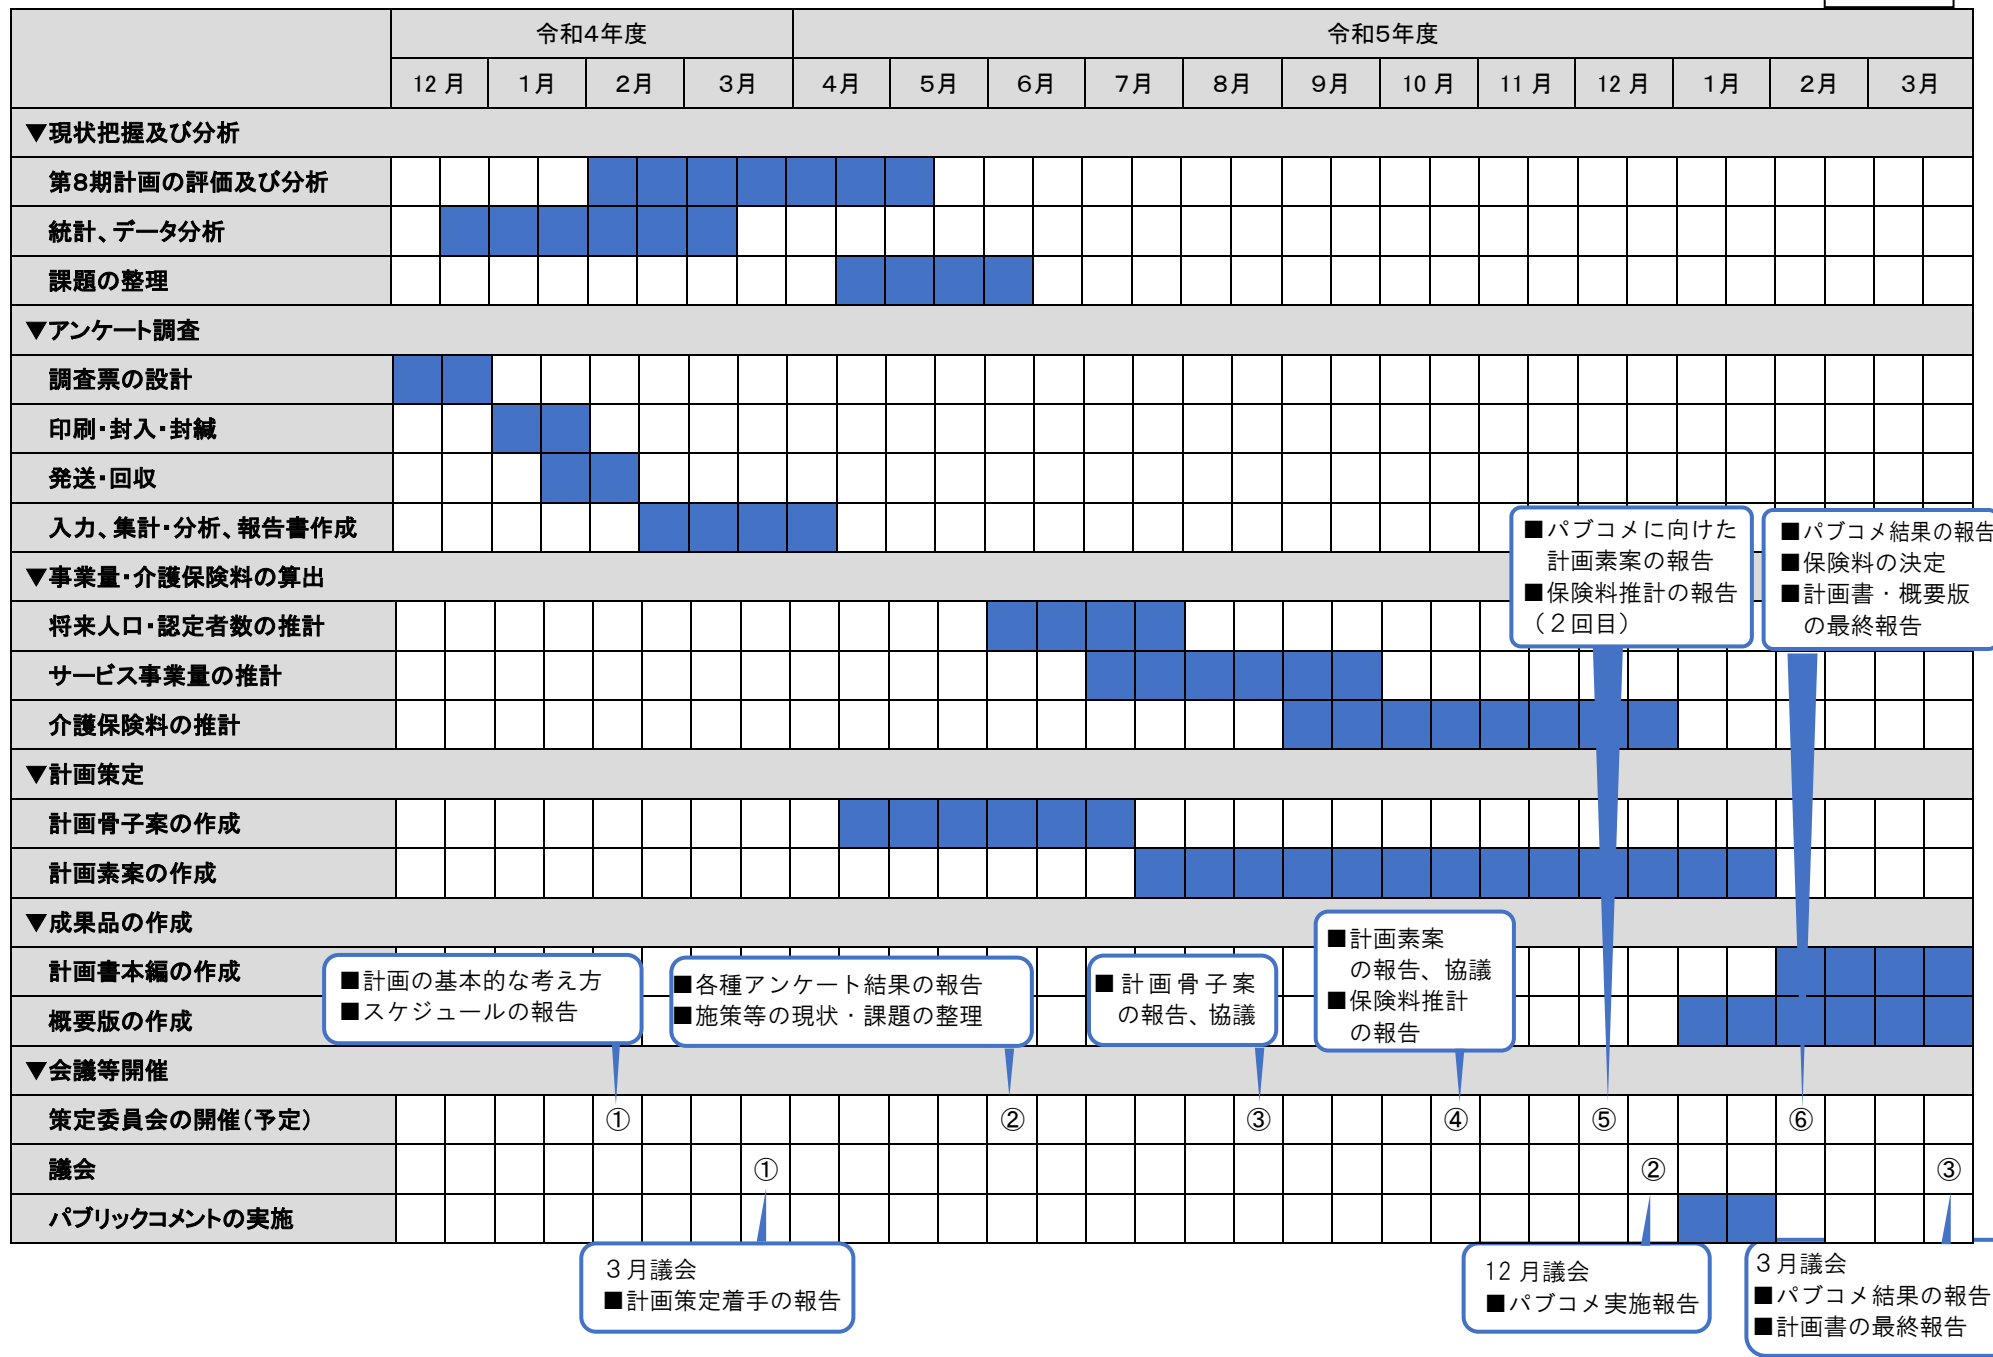 令和4年度 令和5年度
12月 1月 2月 3月 4月 5月 6月 7月 8月 9月 10月 11月 12月 1月 2月 3月
▼現状把握及び分析
第8期計画の評価及び分析
統計、データ分析
課題の整理
▼アンケート調査
調査票の設計
印刷・封入・封緘
発送・回収
入力、集計・分析、報告書作成
■パブコメに向けた
計画素案の報告
■保険料推計の報告
（２回目）
■パブコメ結果の報告
■保険料の決定
■計画書・概要版
の最終報告
▼事業量・介護保険料の算出
将来人口・認定者数の推計
サービス事業量の推計
介護保険料の推計
▼計画策定
計画骨子案の作成
計画素案の作成
▼成果品の作成
計画書本編の作成
概要版の作成
■計画の基本的な考え方
■スケジュールの報告
■各種アンケート結果の報告
■施策等の現状・課題の整理
■計画骨子案
の報告、協議
■計画素案
の報告、協議
■保険料推計
の報告
▼会議等開催
策定委員会の開催（予定） ① ② ③ ④ ⑤ ⑥
議会 ① ② ③
パブリックコメントの実施
３月議会
■計画策定着手の報告
12月議会
■パブコメ実施報告
３月議会
■パブコメ結果の報告
■計画書の最終報告